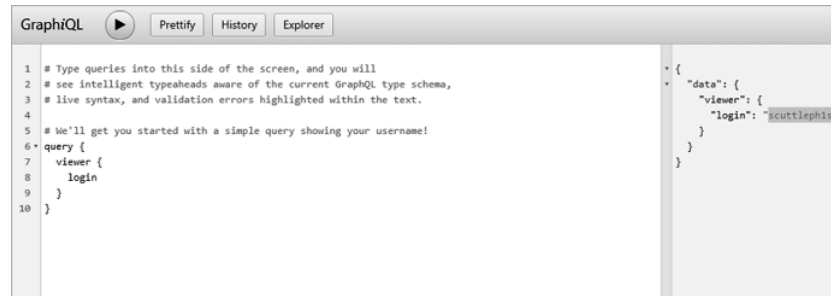 GraphiQL Prettify History Explorer
1 # Type queries into this side of the screen, and you will
2 # see intelligent typeaheads aware of the current GraphQL type schema,
3 # live syntax, and validation errors highlighted within the text.
4
5 # We'll get you started with a simple query showing your username!
6 query {
7 viewer {
8 login
9 }
10 }
{
"data": {
"viewer": {
"login": "scuttleph1s
}
}
}